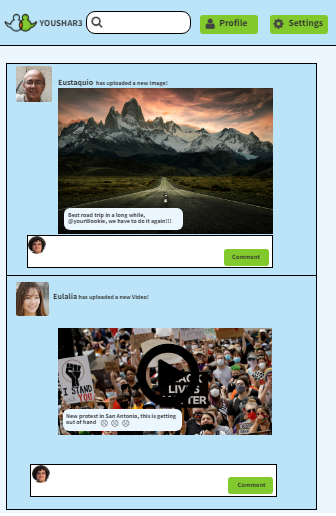 YOUSHAR3
Profile
Settings
Eustaquio has uploaded a new image!
Best road trip in a long while,
@yourWookie, we have to do it again!!!
Comment
Eulalia has uploaded a new Video!
I STAND
YOU
BLACK
LIVES
MATTER
New protest in San Antonio, this is getting
out of hand ☹ ☹ ☹
Comment